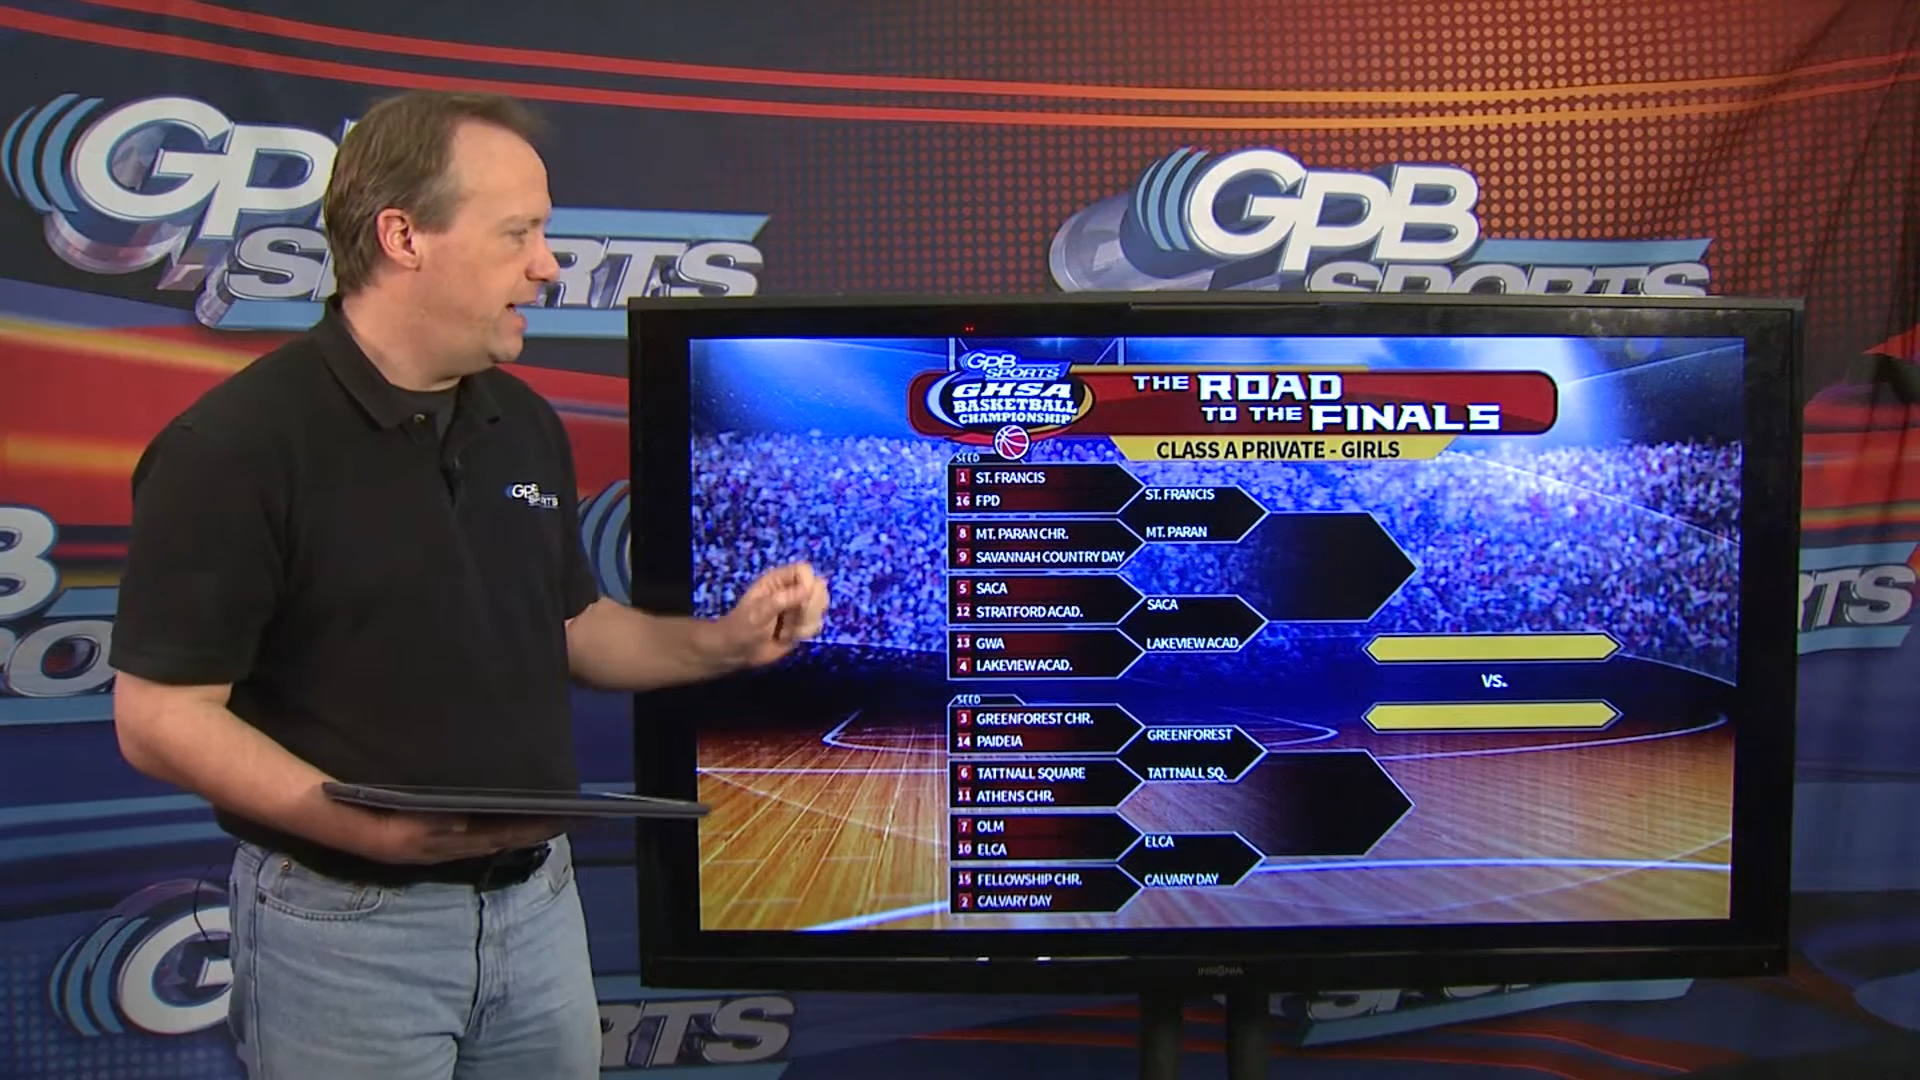 GPB
SPORTS
GPB
SPORTS
GPB
SPORTS
GPB
SPORTS
GHSA
BASKETBALL
CHAMPIONSHIP
THE ROAD
TO THE FINALS
CLASS A PRIVATE - GIRLS
SEED
1 ST. FRANCIS
16 FPD
8 MT. PARAN CHR.
9 SAVANNAH COUNTRY DAY
5 SACA
12 STRATFORD ACAD.
13 GWA
4 LAKEVIEW ACAD.
ST. FRANCIS
MT. PARAN
SACA
LAKEVIEW ACAD.
VS.
SEED
3 GREENFOREST CHR.
14 PAIDEIA
6 TATTNALL SQUARE
11 ATHENS CHR.
7 OLM
10 ELCA
15 FELLOWSHIP CHR.
2 CALVARY DAY
GREENFOREST
TATTNALL SQ.
ELCA
CALVARY DAY
INSIGNIA